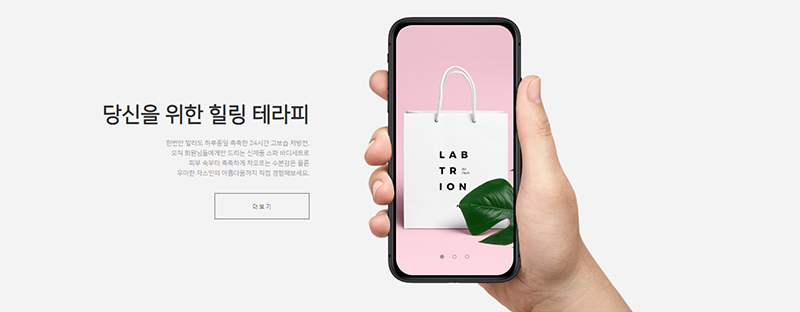 당신을 위한 힐링 테라피
한번만 발라도 하루종일 촉촉한 24시간 고보습 처방전.
오직 회원님들에게만 드리는 신제품 스파 바디세트로
피부 속부터 촉촉하게 차오르는 수분감은 물론
우아한 자스민의 아름다움까지 직접 경험해보세요.
더보기
LAB
TR
ION